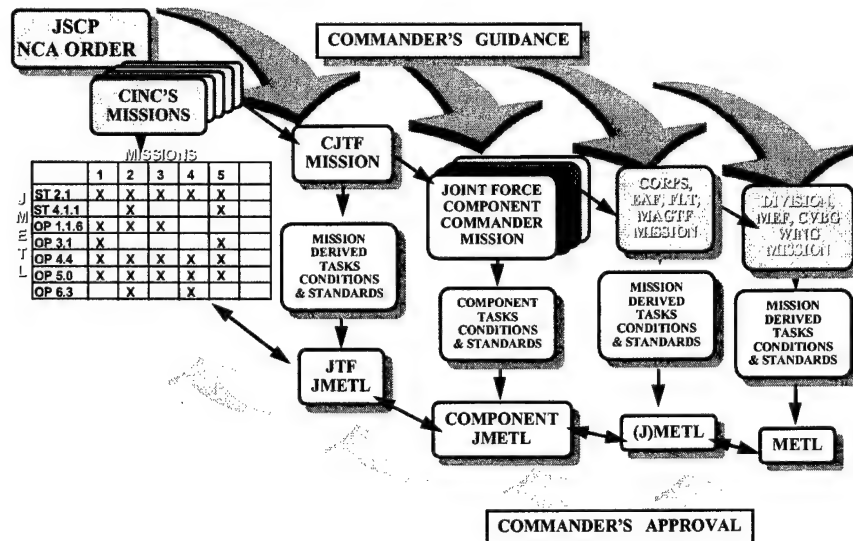 JSCP
NCA ORDER
COMMANDER'S GUIDANCE
CINC'S
MISSIONS
MISSIONS
1 2 3 4 5
JMETL
ST 2.1 X X X X X
ST 4.1.1 X X
OP 1.1.6 X X X
OP 3.1 X X
OP 4.4 X X X X X
OP 5.0 X X X X X
OP 6.3 X X
CJTF
MISSION
MISSION
DERIVED
TASKS
CONDITIONS
& STANDARDS
JTF
JMETL
JOINT FORCE
COMPONENT
COMMANDER
MISSION
COMPONENT
TASKS
CONDITIONS
& STANDARDS
COMPONENT
JMETL
CORPS,
EAF, FLT,
MAGTF
MISSION
MISSION
DERIVED
TASKS
CONDITIONS
& STANDARDS
(J)METL
DIVISION,
MEF, CVBG
WING
MISSION
MISSION
DERIVED
TASKS
CONDITIONS
& STANDARDS
METL
COMMANDER'S APPROVAL